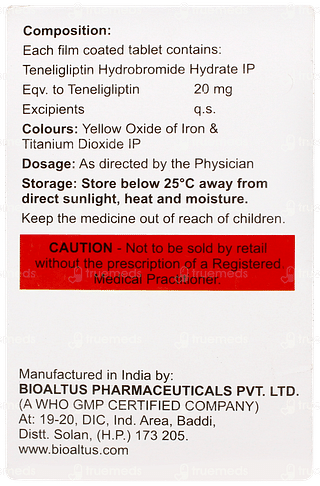 Composition:
Each film coated tablet contains:
Teneligliptin Hydrobromide Hydrate IP
Eqv. to Teneligliptin 20 mg
Excipients q.s.
Colours: Yellow Oxide of Iron &
Titanium Dioxide IP
Dosage: As directed by the Physician
Storage: Store below 25°C away from
direct sunlight, heat and moisture.
Keep the medicine out of reach of children.
CAUTION - Not to be sold by retail
without the prescription of a Registered
Medical Practitioner.
Manufactured in India by:
BIOALTUS PHARMACEUTICALS PVT. LTD.
(A WHO GMP CERTIFIED COMPANY)
At: 19-20, DIC, Ind. Area, Baddi,
Distt. Solan, (H.P.) 173 205.
www.bioaltus.com
truemeds